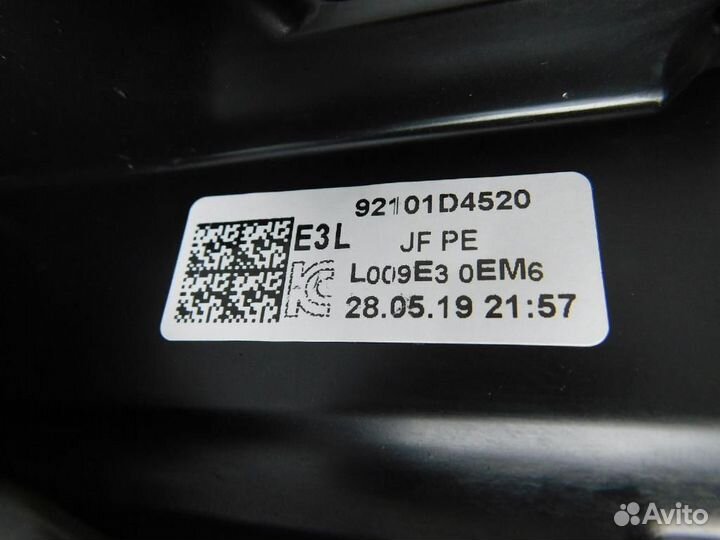 92101D4520
E3L JF PE
L009E3 0EM6
28.05.19 21:57
Avito